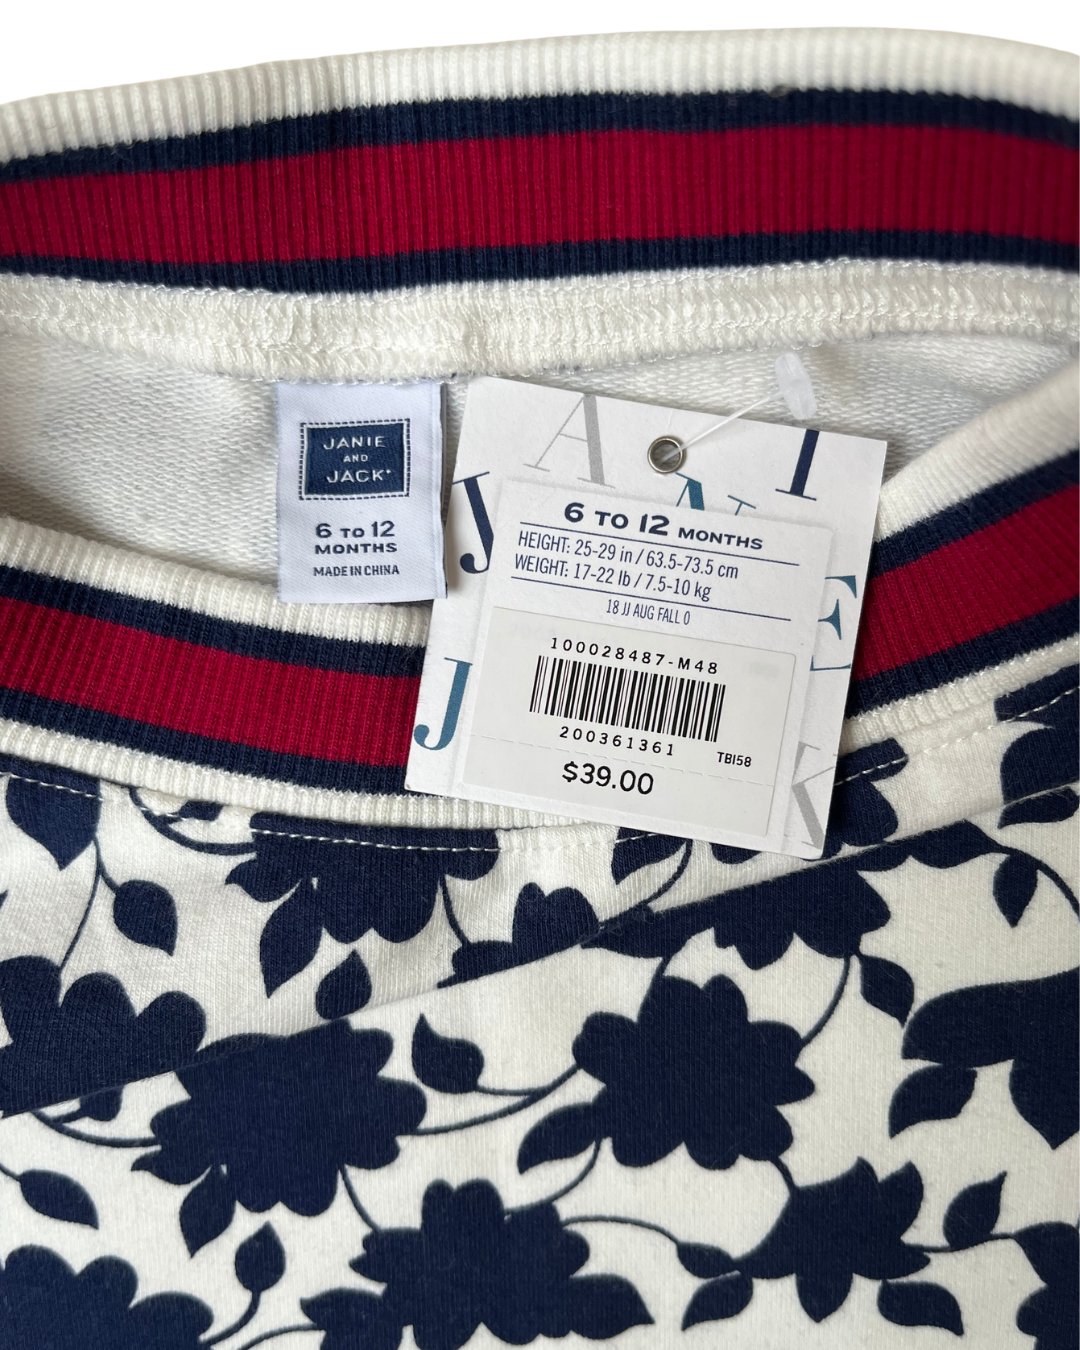 JANIE
AND
JACK
6 TO 12
MONTHS
MADE IN CHINA
A
I
J
N
E
J
K
6 TO 12 MONTHS
HEIGHT: 25-29 in / 63.5-73.5 cm
WEIGHT: 17-22 lb / 7.5-10 kg
18 JJ AUG FALL 0
100028487-M48
200361361
TBI58
$39.00